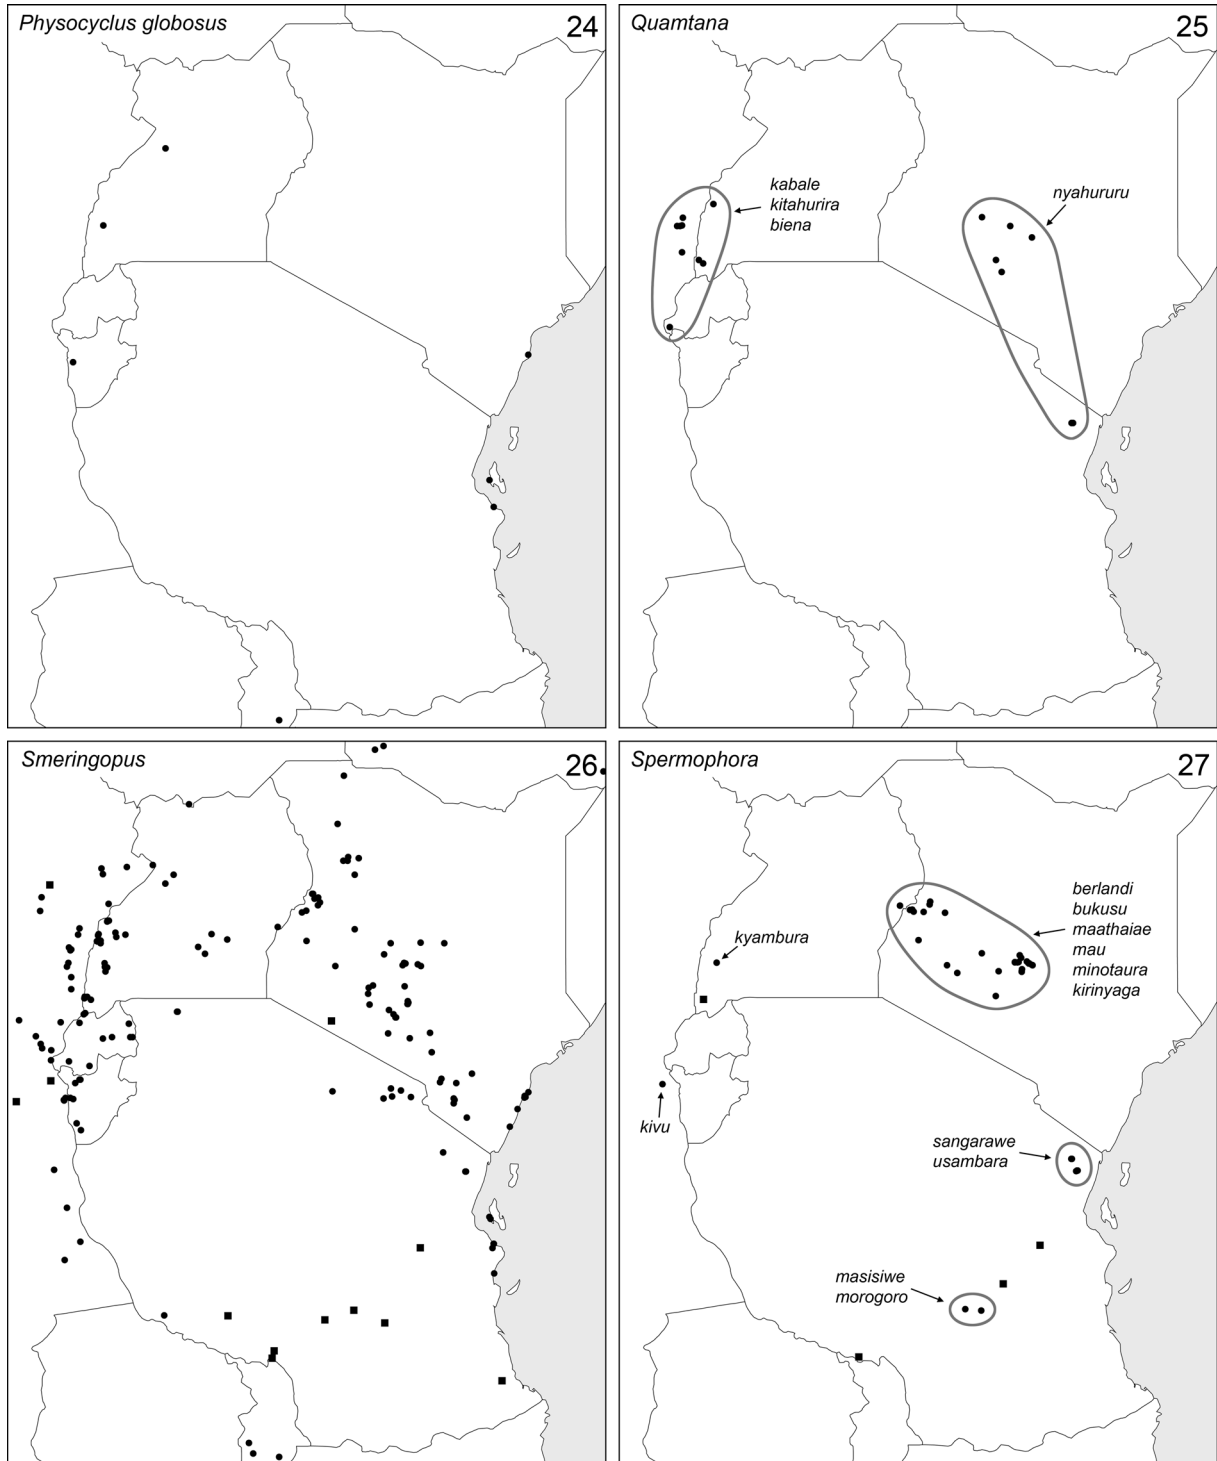 Physocyclus globosus
24
Quamtana
25
kabale
kitahurira
biena
nyahururu
Smeringopus
26
Spermophora
27
berlandi
bukusu
maathaiae
mau
minotaura
kirinyaga
kyambura
kivu
sangarawe
usambara
masisiwe
morogoro